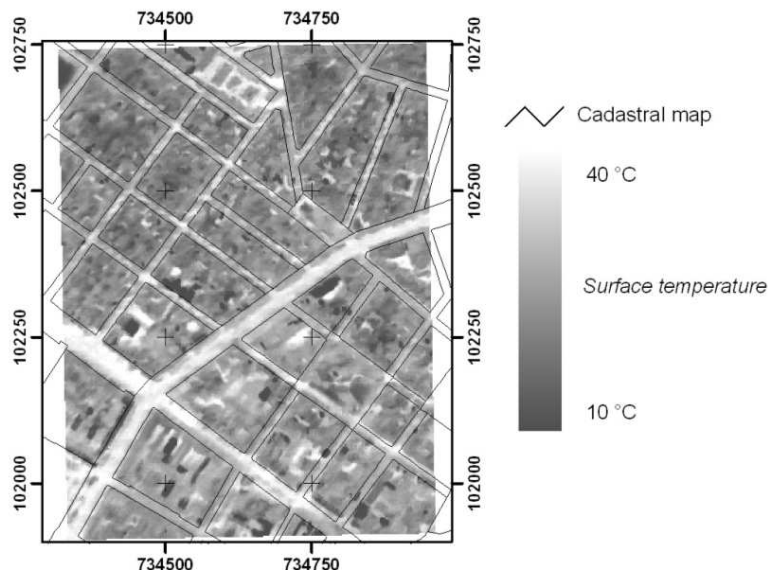 734500 734750
102750 102750
Cadastral map
40 °C
102500 102500
Surface temperature
102250 102250
10 °C
102000 102000
734500 734750